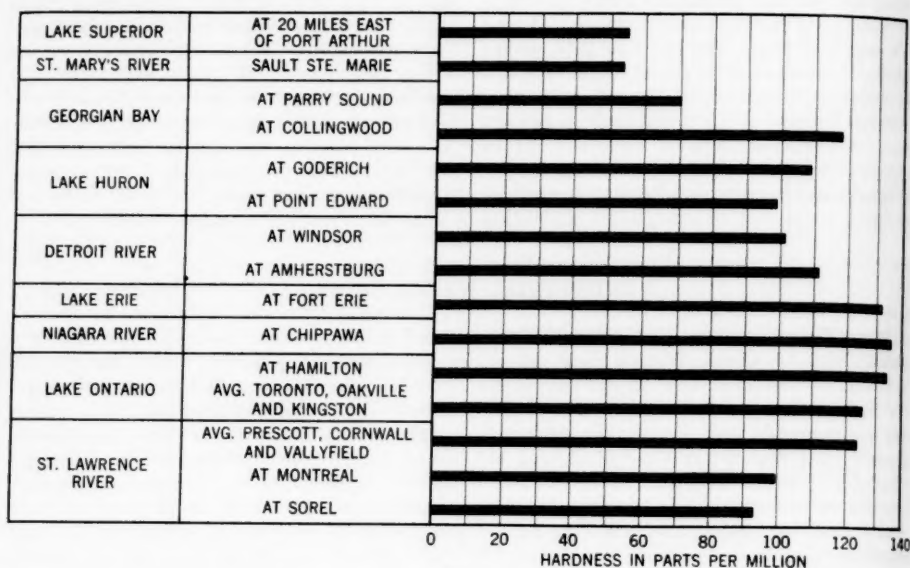 LAKE SUPERIOR
AT 20 MILES EAST
OF PORT ARTHUR
ST. MARY'S RIVER
SAULT STE. MARIE
GEORGIAN BAY
AT PARRY SOUND
AT COLLINGWOOD
LAKE HURON
AT GODERICH
AT POINT EDWARD
DETROIT RIVER
AT WINDSOR
AT AMHERSTBURG
LAKE ERIE
AT FORT ERIE
NIAGARA RIVER
AT CHIPPAWA
LAKE ONTARIO
AT HAMILTON
AVG. TORONTO, OAKVILLE
AND KINGSTON
ST. LAWRENCE
RIVER
AVG. PRESCOTT, CORNWALL
AND VALLYFIELD
AT MONTREAL
AT SOREL
0 20 40 60 80 100 120 140
HARDNESS IN PARTS PER MILLION